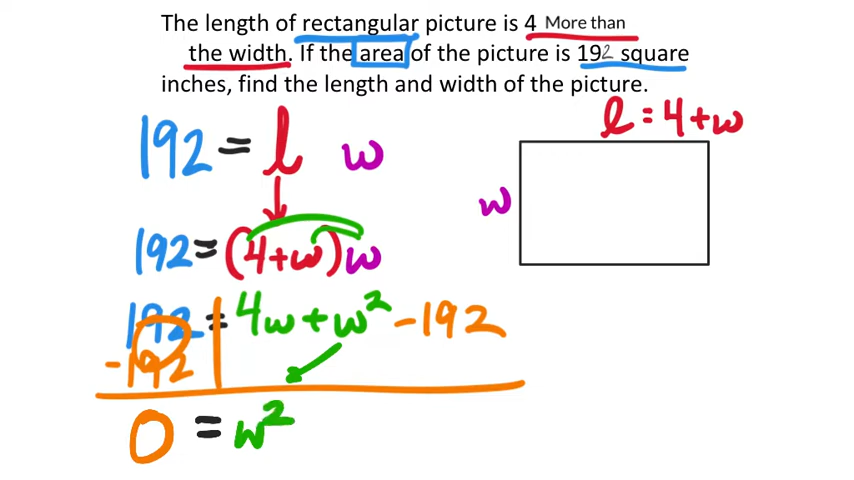 The length of rectangular picture is 4 More than
the width. If the area of the picture is 192 square
inches, find the length and width of the picture.
l = 4 + w
192 = l w
w
192 = (4 + w) w
192 = 4w + w² - 192
- 192
0 = w²